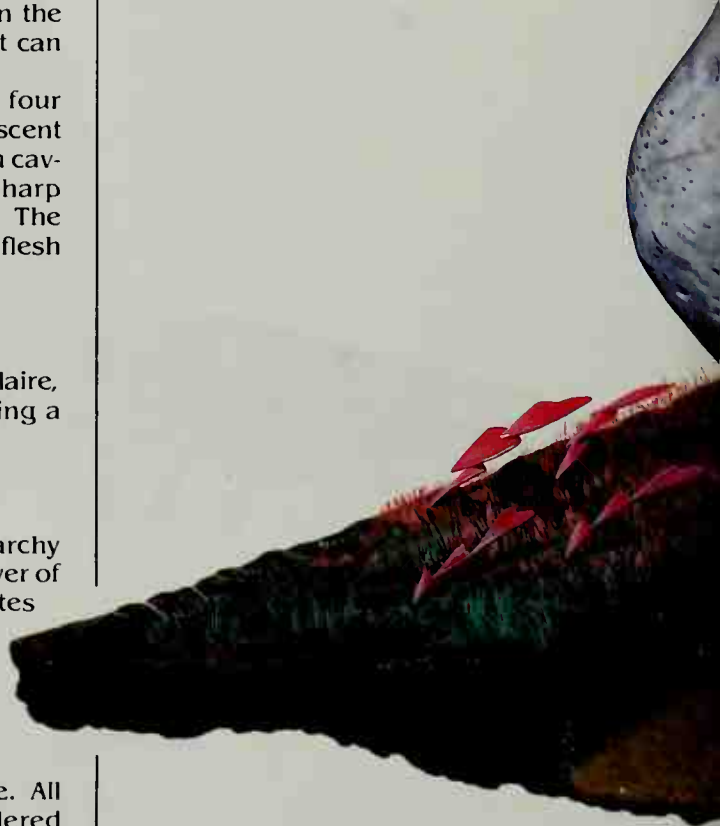 n the
t can
four
scent
a cav-
harp
The
flesh
laire,
ing a
archy
ver of
tes
e. All
lered